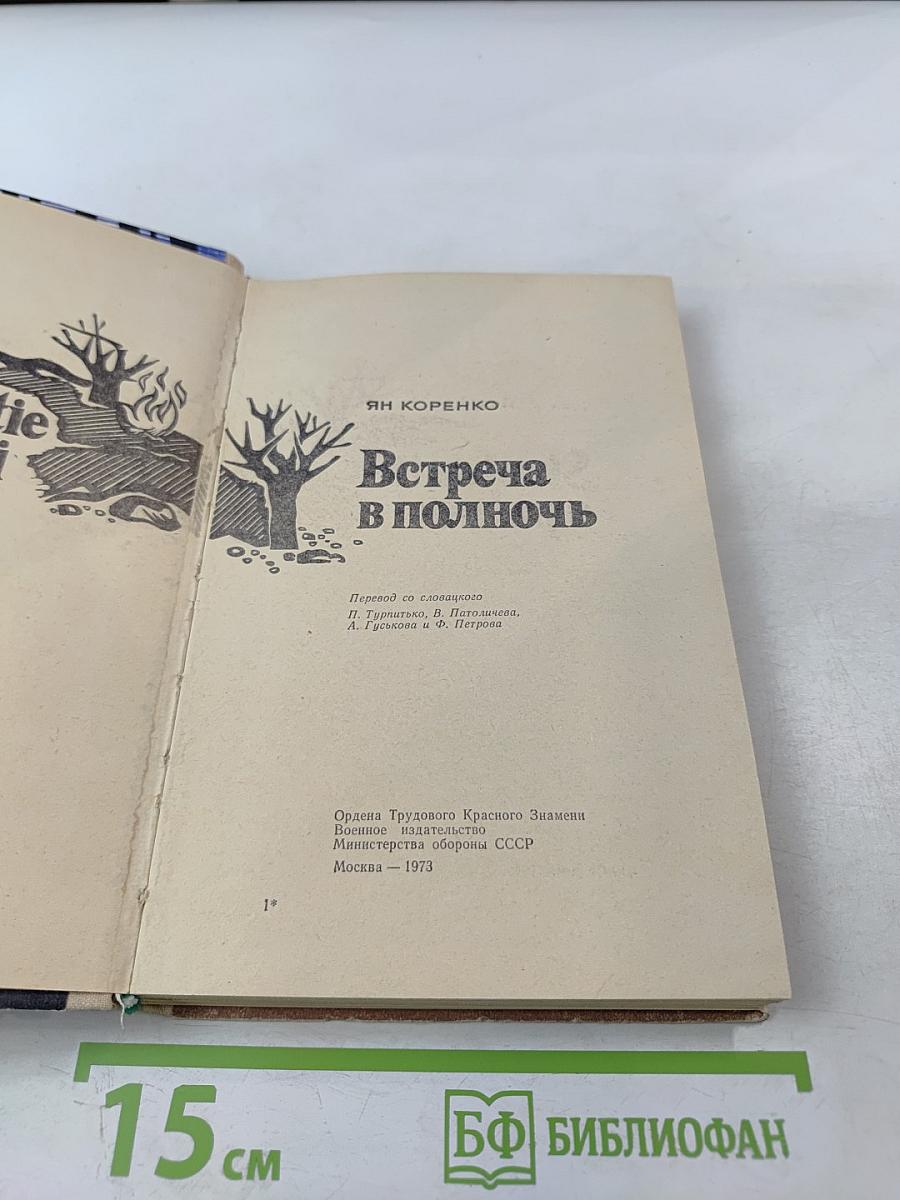 tie
i
ЯН КОРЕНКО
Встреча
в полночь
Перевод со словацкого
П. Турпитько, В. Патоличева,
А. Гуськова и Ф. Петрова
Ордена Трудового Красного Знамени
Военное издательство
Министерства обороны СССР
Москва — 1973
1*
15 см
БФ БИБЛИОФАН